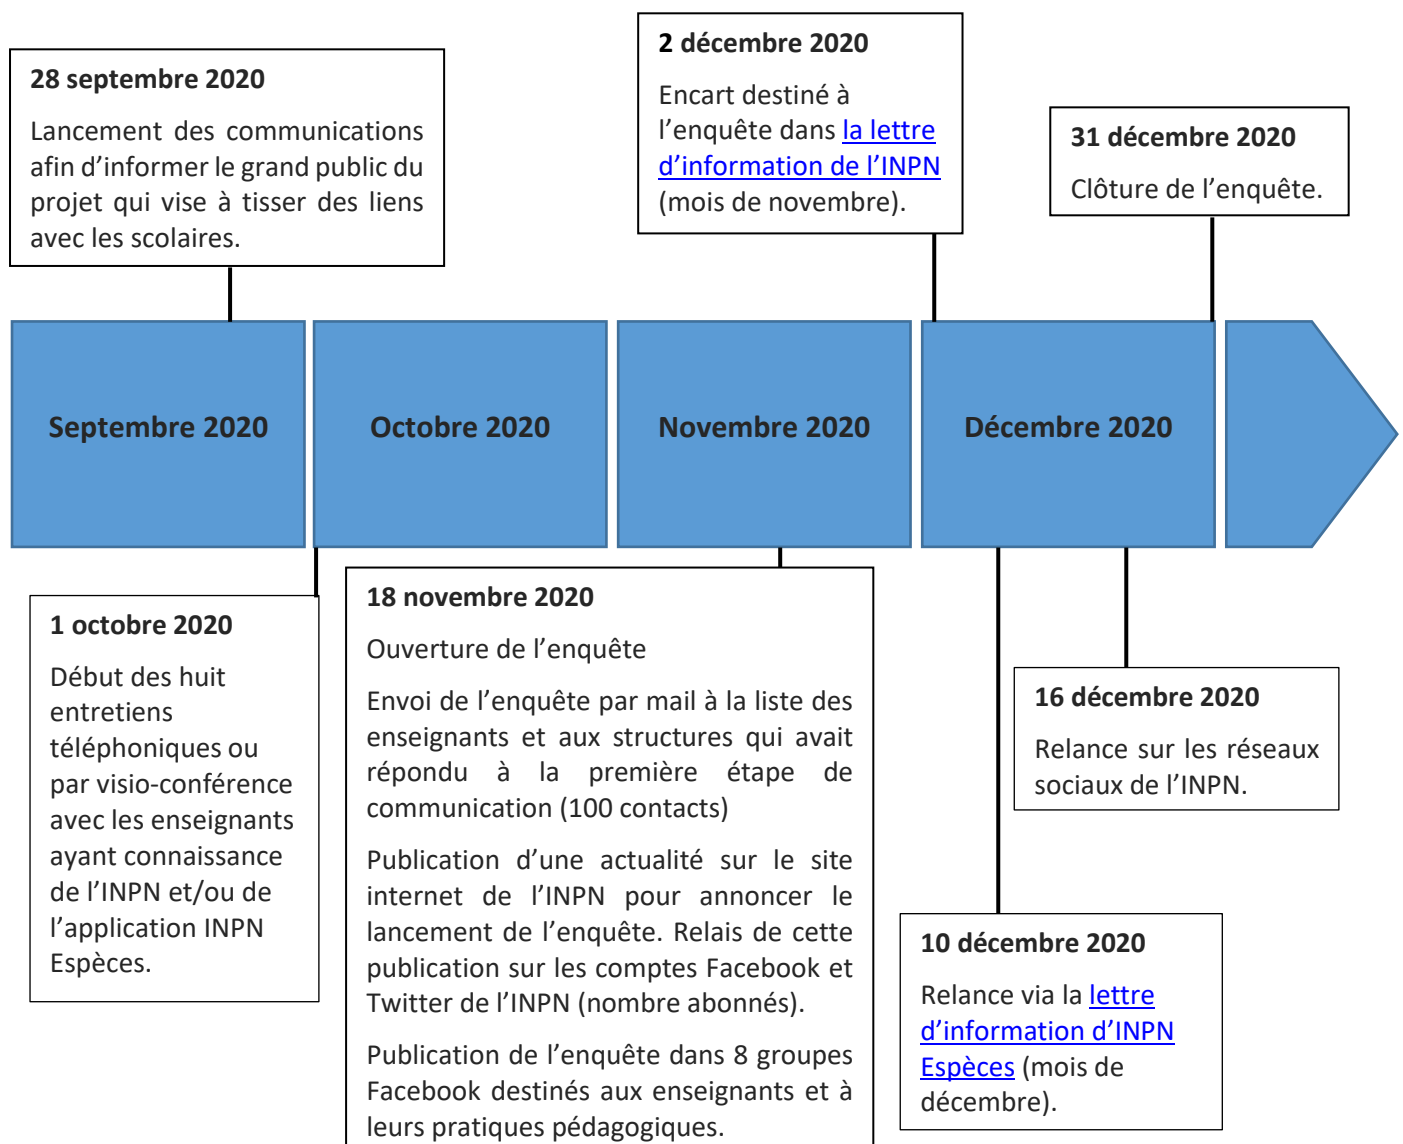 28 septembre 2020
Lancement des communications
afin d’informer le grand public du
projet qui vise à tisser des liens
avec les scolaires.
2 décembre 2020
Encart destiné à
l’enquête dans la lettre
d’information de l’INPN
(mois de novembre).
31 décembre 2020
Clôture de l’enquête.
Septembre 2020
Octobre 2020
Novembre 2020
Décembre 2020
1 octobre 2020
Début des huit
entretiens
téléphoniques ou
par visio-conférence
avec les enseignants
ayant connaissance
de l’INPN et/ou de
l’application INPN
Espèces.
18 novembre 2020
Ouverture de l’enquête
Envoi de l’enquête par mail à la liste des
enseignants et aux structures qui avait
répondu à la première étape de
communication (100 contacts)
Publication d’une actualité sur le site
internet de l’INPN pour annoncer le
lancement de l’enquête. Relais de cette
publication sur les comptes Facebook et
Twitter de l’INPN (nombre abonnés).
Publication de l’enquête dans 8 groupes
Facebook destinés aux enseignants et à
leurs pratiques pédagogiques.
16 décembre 2020
Relance sur les réseaux
sociaux de l’INPN.
10 décembre 2020
Relance via la lettre
d’information d’INPN
Espèces (mois de
décembre).